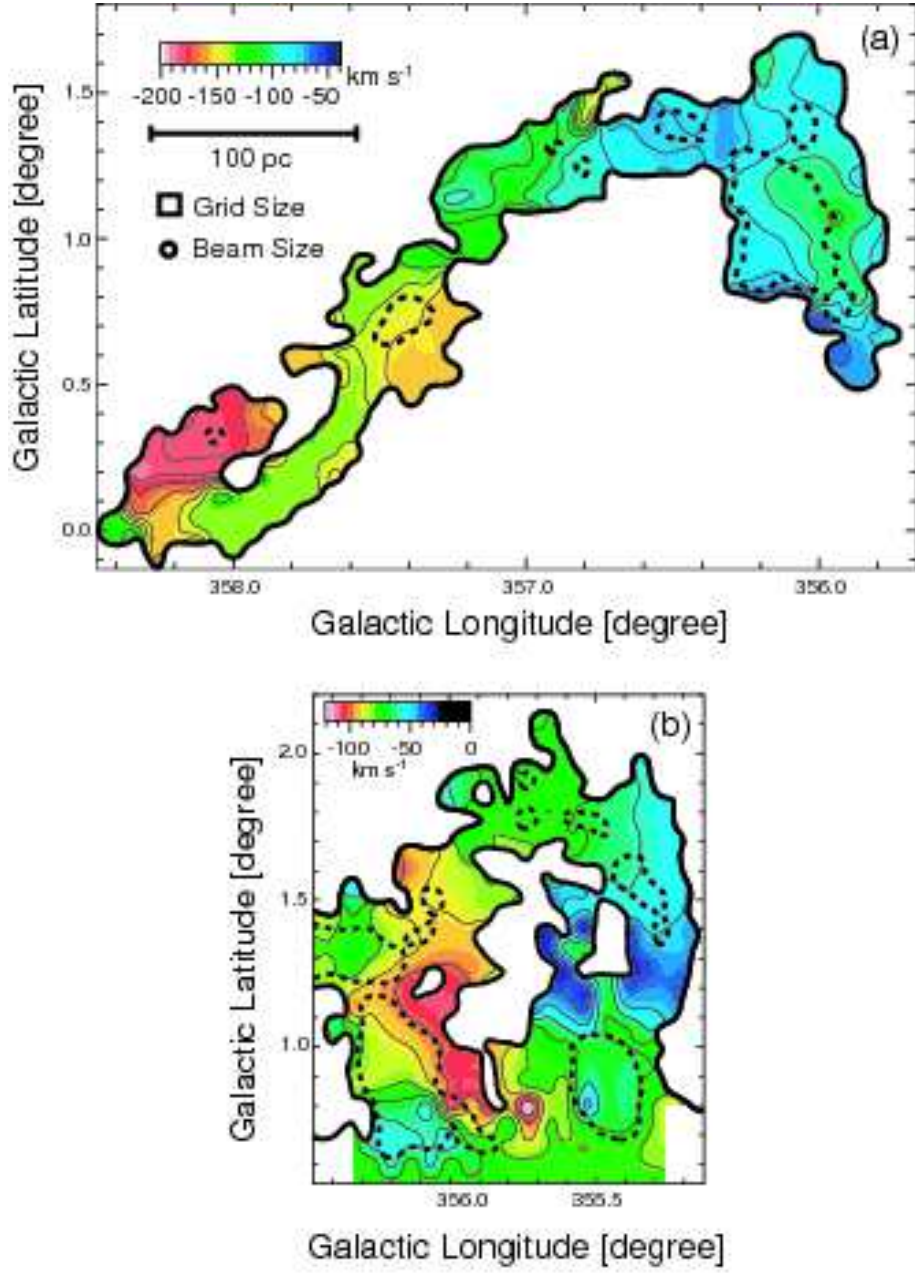 (a)
km s-1
-200 -150 -100 -50
100 pc
Grid Size
Beam Size
1.5
1.0
0.5
0.0
Galactic Latitude [degree]
358.0 357.0 356.0
Galactic Longitude [degree]
(b)
-100 -50 0
km s-1
2.0
1.5
1.0
Galactic Latitude [degree]
356.0 355.5
Galactic Longitude [degree]